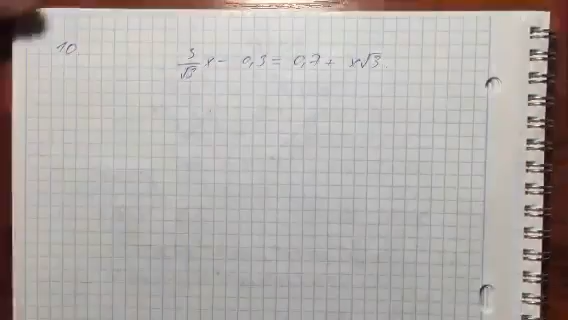 10.
3/√3 x - 0,3 = 0,7 + x√3